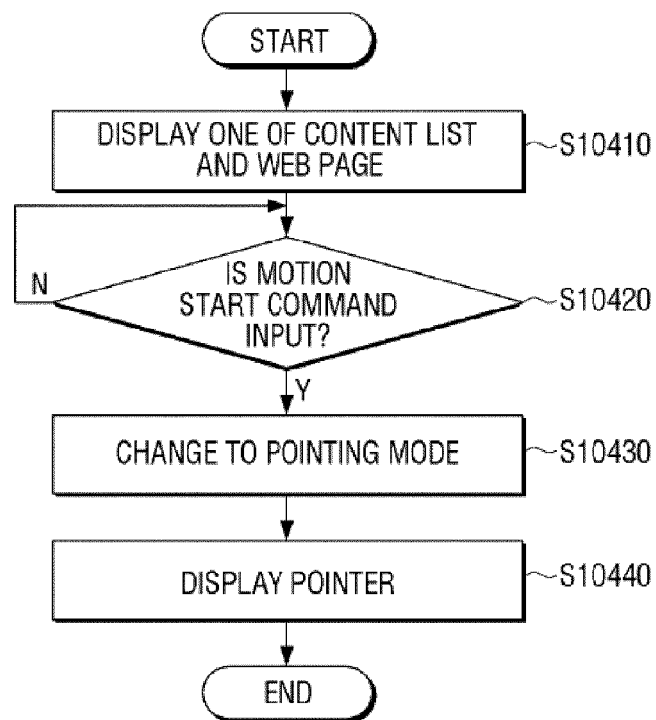 START
DISPLAY ONE OF CONTENT LIST
AND WEB PAGE
S10410
IS MOTION
START COMMAND
INPUT?
N
S10420
Y
CHANGE TO POINTING MODE
S10430
DISPLAY POINTER
S10440
END